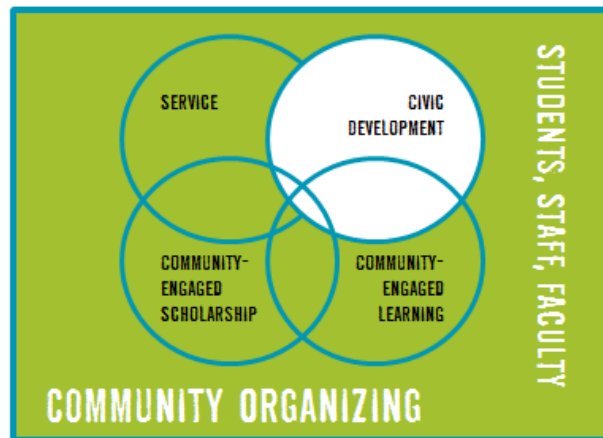 SERVICE
CIVIC
DEVELOPMENT
COMMUNITY-
ENGAGED
SCHOLARSHIP
COMMUNITY-
ENGAGED
LEARNING
STUDENTS, STAFF, FACULTY
COMMUNITY ORGANIZING